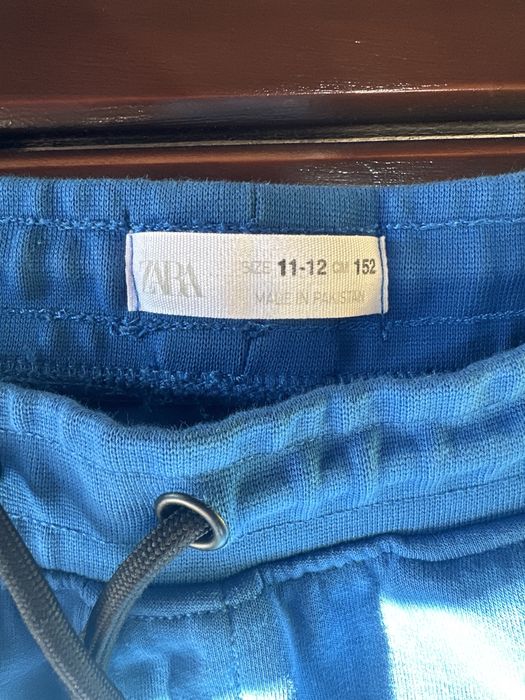 ZARA
SIZE 11-12 CM 152
MADE IN PAKISTAN